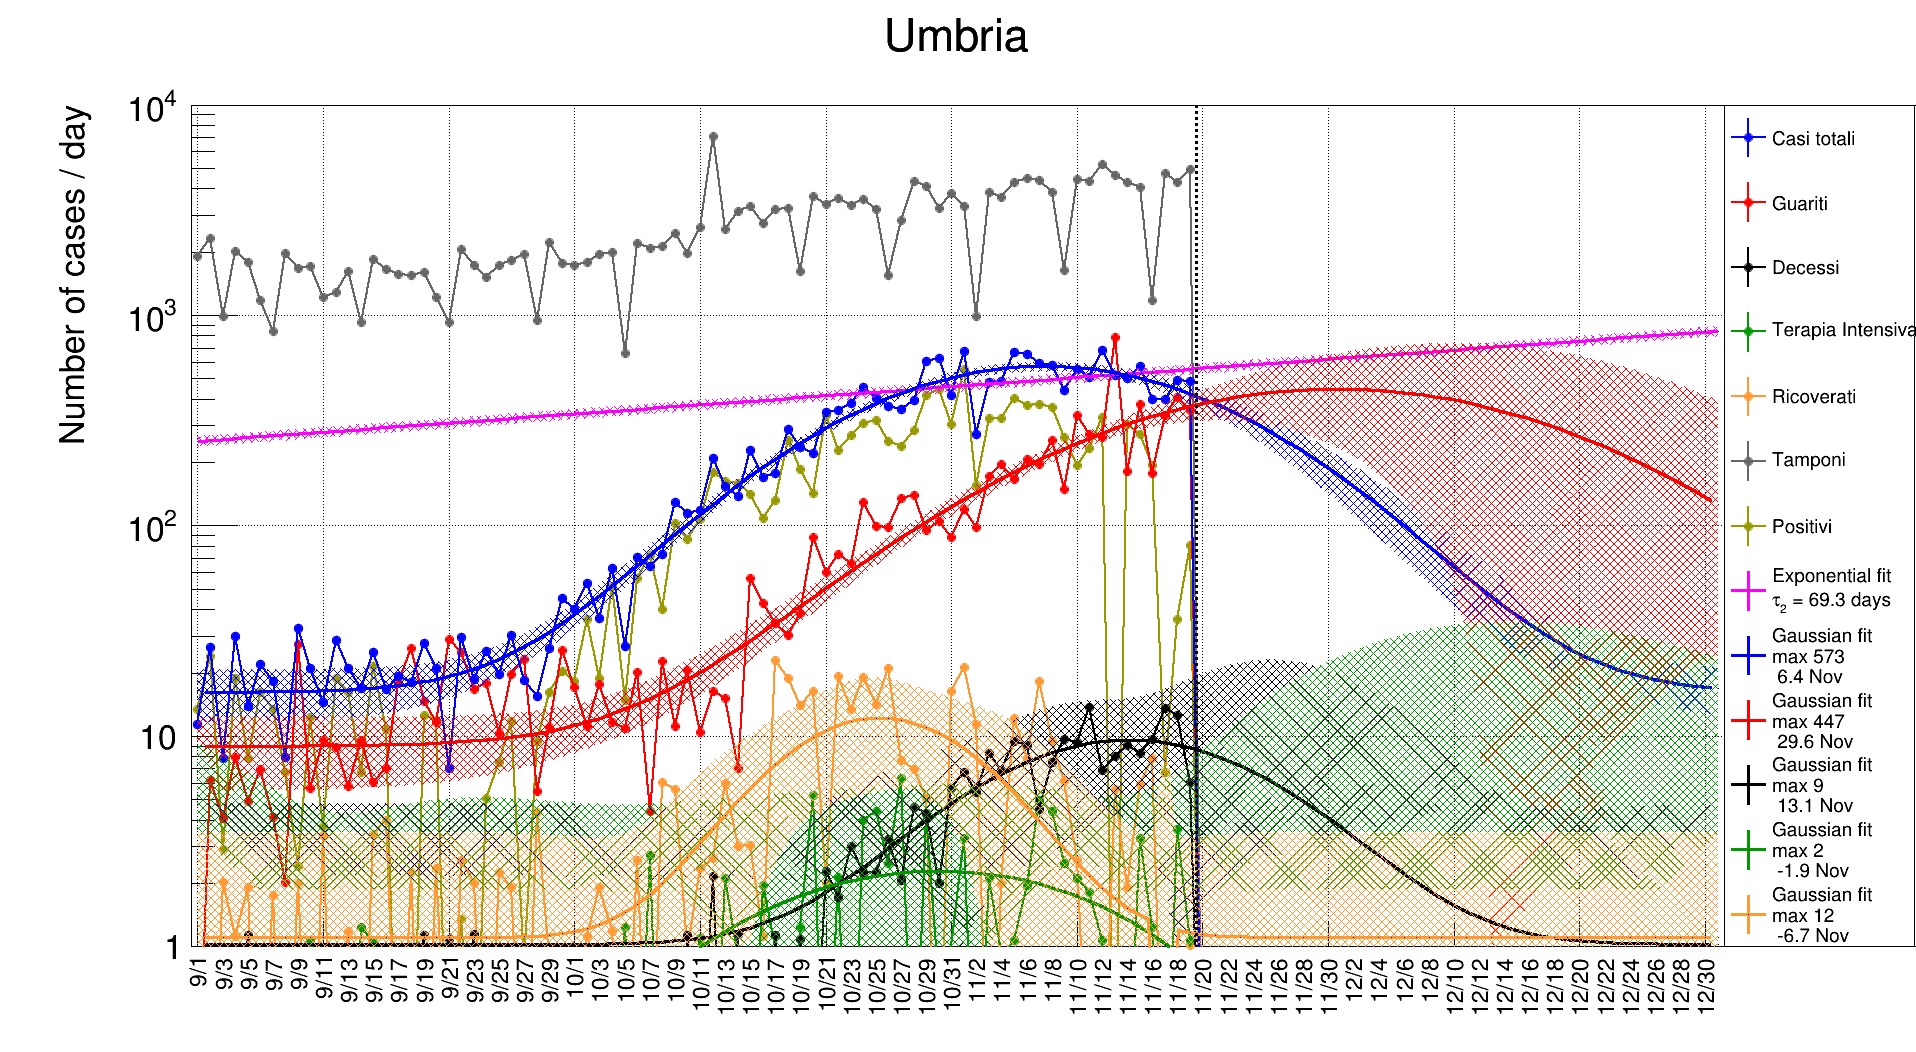 Umbria
Number of cases / day
10^4
10^3
10^2
10
1
9/1 9/3 9/5 9/7 9/9 9/11 9/13 9/15 9/17 9/19 9/21 9/23 9/25 9/27 9/29 10/1 10/3 10/5 10/7 10/9 10/11 10/13 10/15 10/17 10/19 10/21 10/23 10/25 10/27 10/29 10/31 11/2 11/4 11/6 11/8 11/10 11/12 11/14 11/16 11/18 11/20 11/22 11/24 11/26 11/28 11/30 12/2 12/4 12/6 12/8 12/10 12/12 12/14 12/16 12/18 12/20 12/22 12/24 12/26 12/28 12/30
Casi totali
Guariti
Decessi
Terapia Intensiva
Ricoverati
Tamponi
Positivi
Exponential fit
τ₂ = 69.3 days
Gaussian fit
max 573
6.4 Nov
Gaussian fit
max 447
29.6 Nov
Gaussian fit
max 9
13.1 Nov
Gaussian fit
max 2
-1.9 Nov
Gaussian fit
max 12
-6.7 Nov